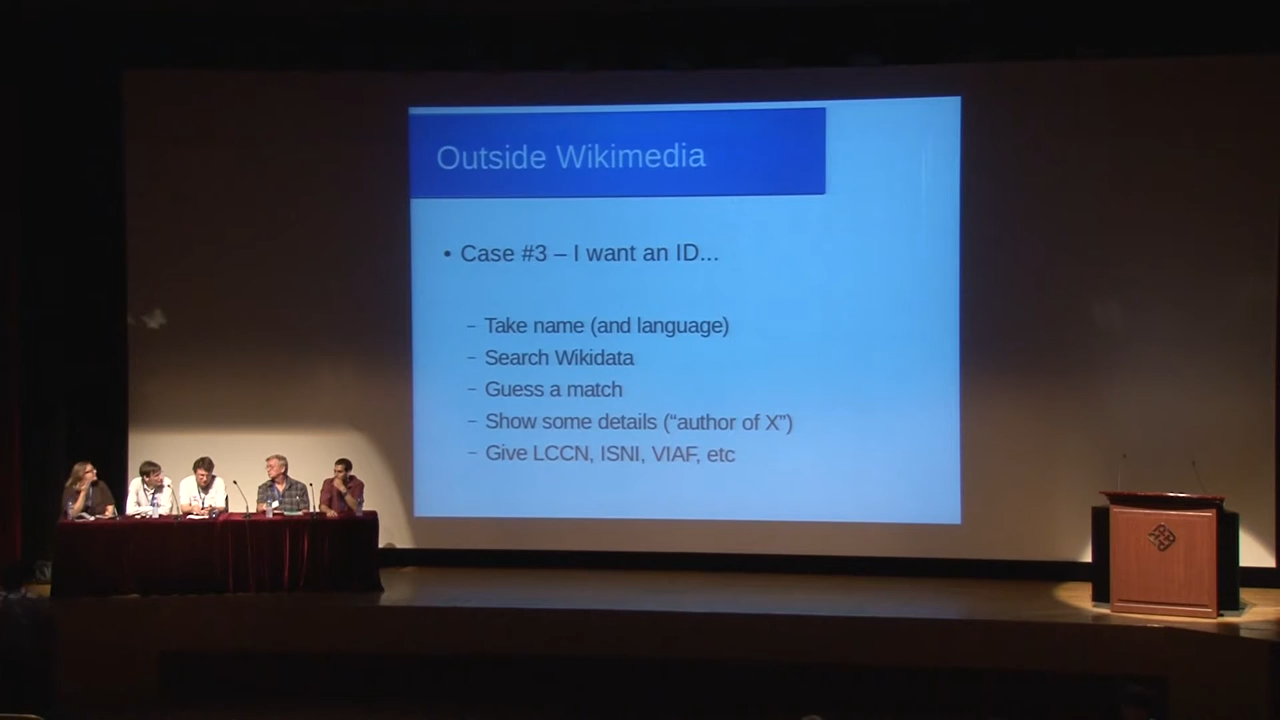 Outside Wikimedia
• Case #3 – I want an ID...
– Take name (and language)
– Search Wikidata
– Guess a match
– Show some details (“author of X”)
– Give LCCN, ISNI, VIAF, etc